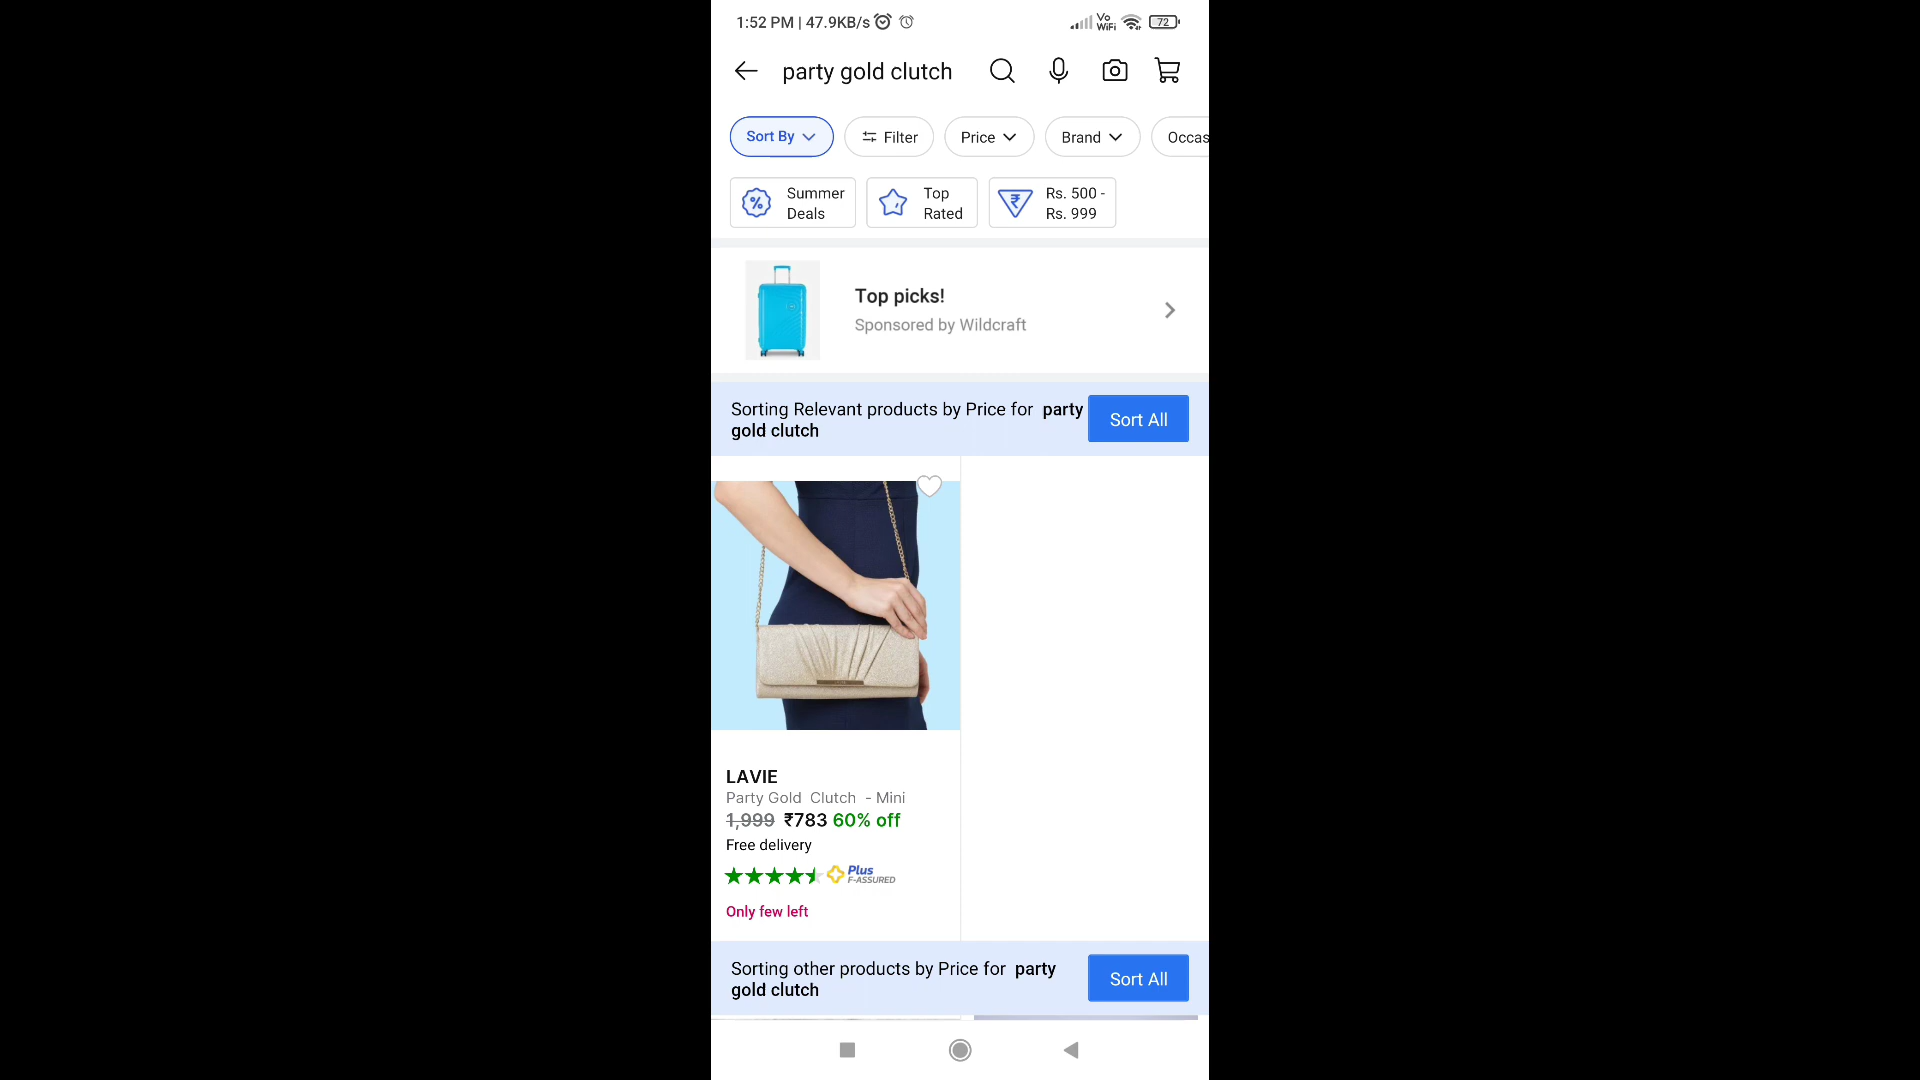 1:52 PM | 47.9KB/s Vo WiFi 72
party gold clutch
Sort By Filter Price Brand Occas
Summer Deals
Top Rated
Rs. 500 - Rs. 999
Top picks!
Sponsored by Wildcraft
Sorting Relevant products by Price for party
gold clutch
Sort All
LAVIE
Party Gold Clutch - Mini
1,999 ₹783 60% off
Free delivery
Plus
F-ASSURED
Only few left
Sorting other products by Price for party
gold clutch
Sort All